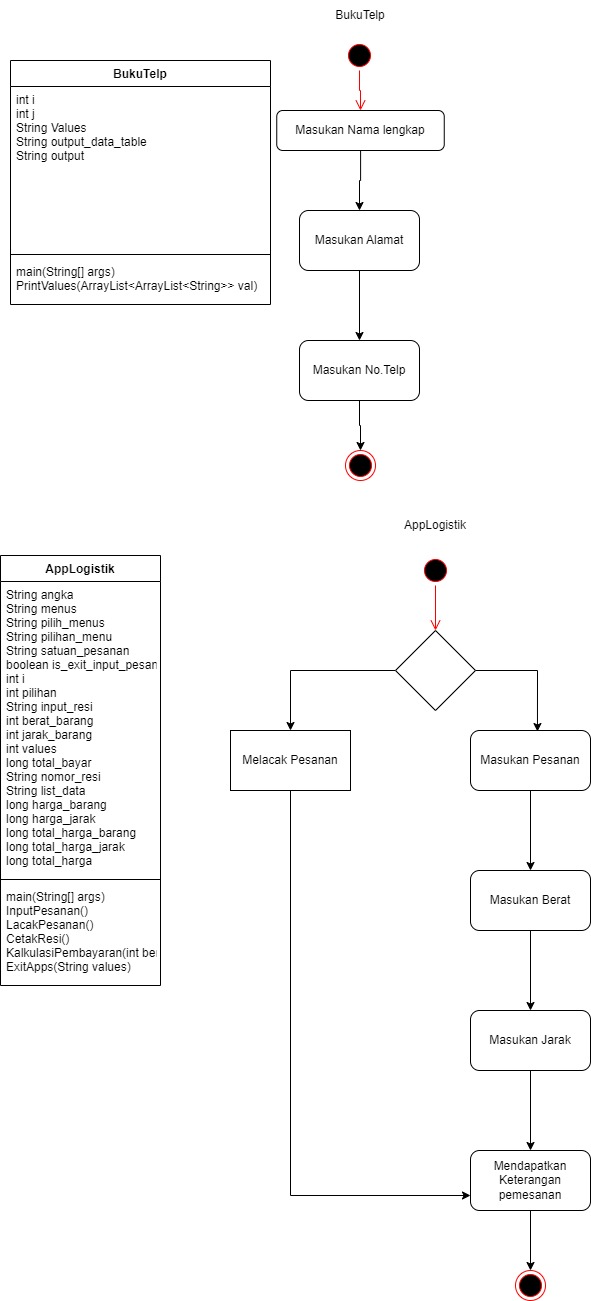 BukuTelp
BukuTelp
int i
int j
String Values
String output_data_table
String output
main(String[] args)
PrintValues(ArrayList<ArrayList<String>> val)
Masukan Nama lengkap
Masukan Alamat
Masukan No.Telp
AppLogistik
AppLogistik
String angka
String menus
String pilih_menus
String pilihan_menu
String satuan_pesanan
boolean is_exit_input_pesan
int i
int pilihan
String input_resi
int berat_barang
int jarak_barang
int values
long total_bayar
String nomor_resi
String list_data
long harga_barang
long harga_jarak
long total_harga_barang
long total_harga_jarak
long total_harga
main(String[] args)
InputPesanan()
LacakPesanan()
CetakResi()
KalkulasiPembayaran(int ber
ExitApps(String values)
Melacak Pesanan
Masukan Pesanan
Masukan Berat
Masukan Jarak
Mendapatkan
Keterangan
pemesanan